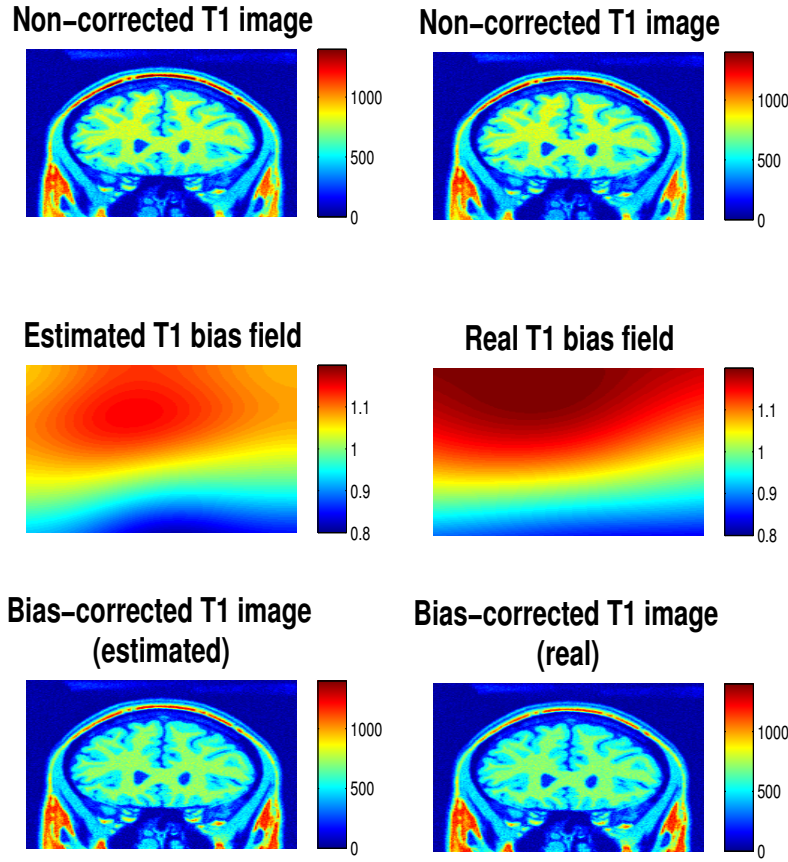 Non−corrected T1 image
1000
500
0
Non−corrected T1 image
1000
500
0
Estimated T1 bias field
1.1
1
0.9
0.8
Real T1 bias field
1.1
1
0.9
0.8
Bias−corrected T1 image
(estimated)
1000
500
0
Bias−corrected T1 image
(real)
1000
500
0